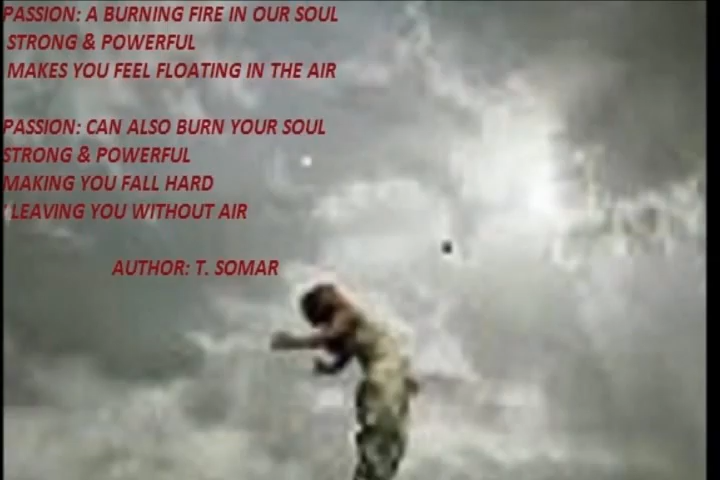 PASSION: A BURNING FIRE IN OUR SOUL
STRONG & POWERFUL
MAKES YOU FEEL FLOATING IN THE AIR
PASSION: CAN ALSO BURN YOUR SOUL
STRONG & POWERFUL
MAKING YOU FALL HARD
' LEAVING YOU WITHOUT AIR
AUTHOR: T. SOMAR